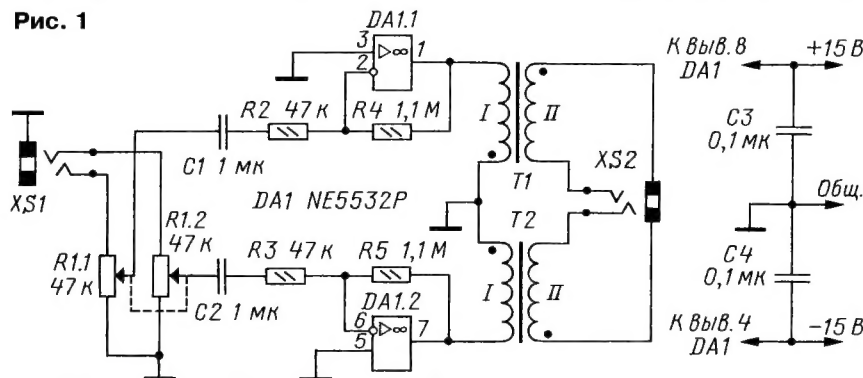 Рис. 1
DA1.1
3
2
▷∞
1
К выв.8
DA1
+15 В
R2 47 к
R4 1,1 М
C1 1 мк
I
II
T1
C3
0,1 мк
XS1
DA1 NE5532P
XS2
Общ.
R1.1
47 к
R1.2
47 к
R3 47 к
R5 1,1 М
T2
C2 1 мк
DA1.2
6
5
▷∞
7
I
II
C4
0,1 мк
К выв.4
DA1
−15 В